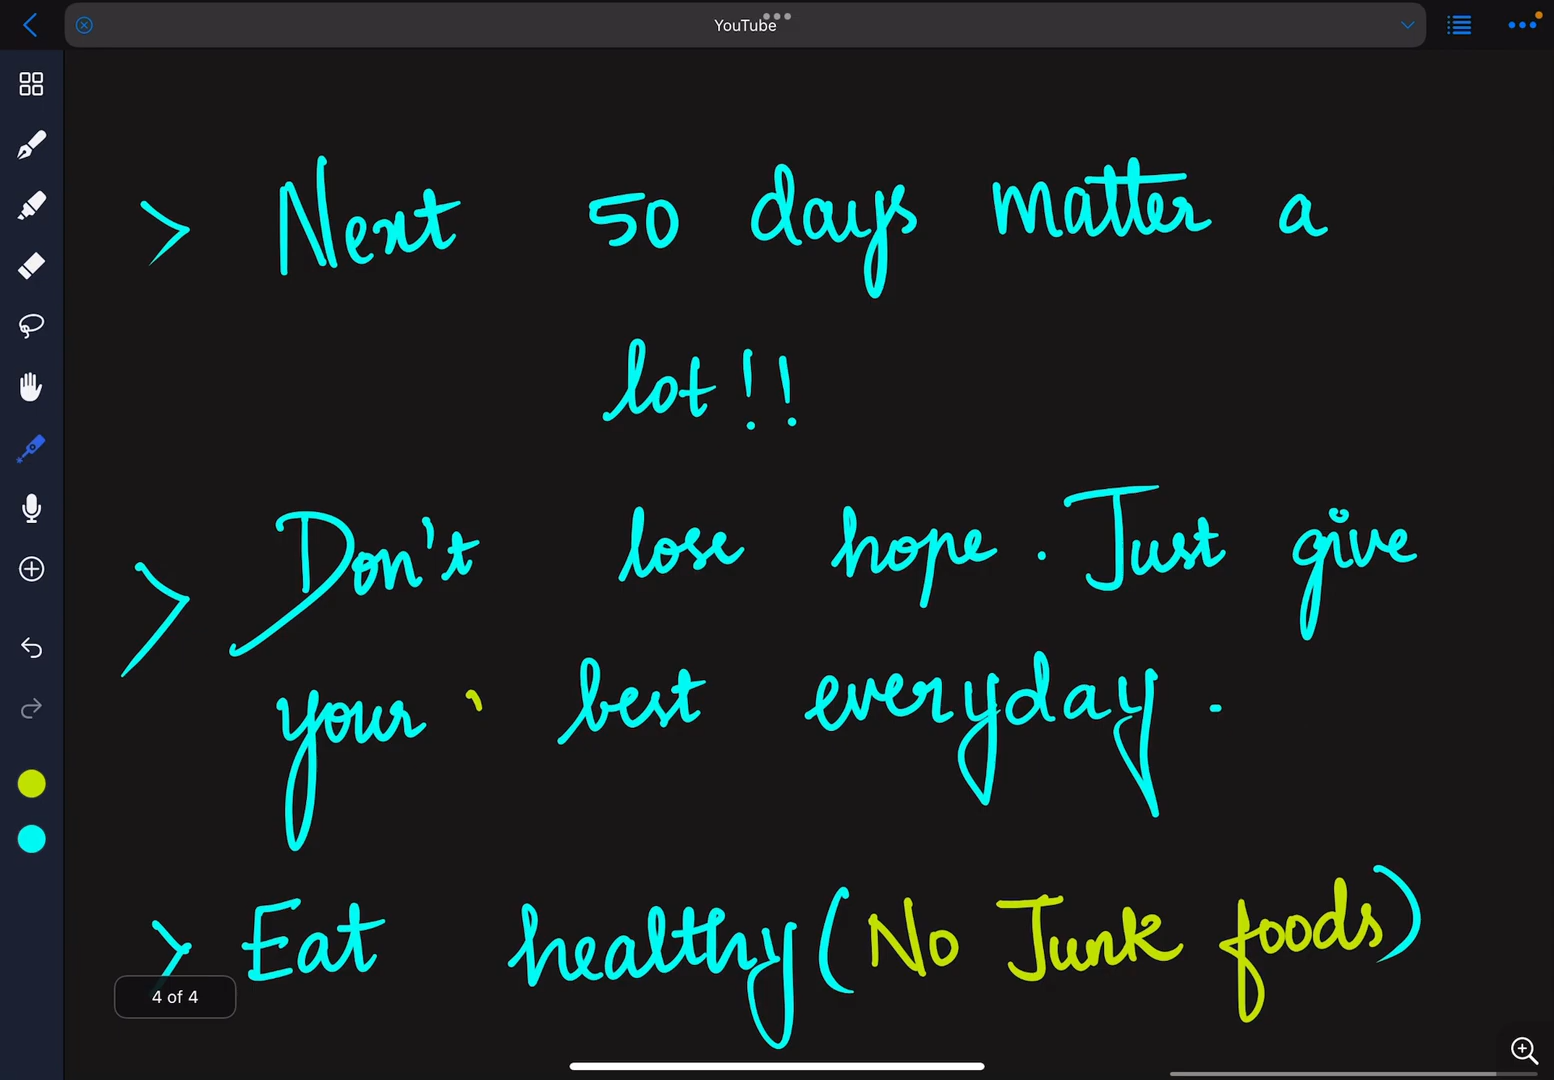 YouTube
> Next 50 days matter a
lot!!
> Don't lose hope. Just give
your best everyday.
> Eat healthy (No Junk foods)
4 of 4